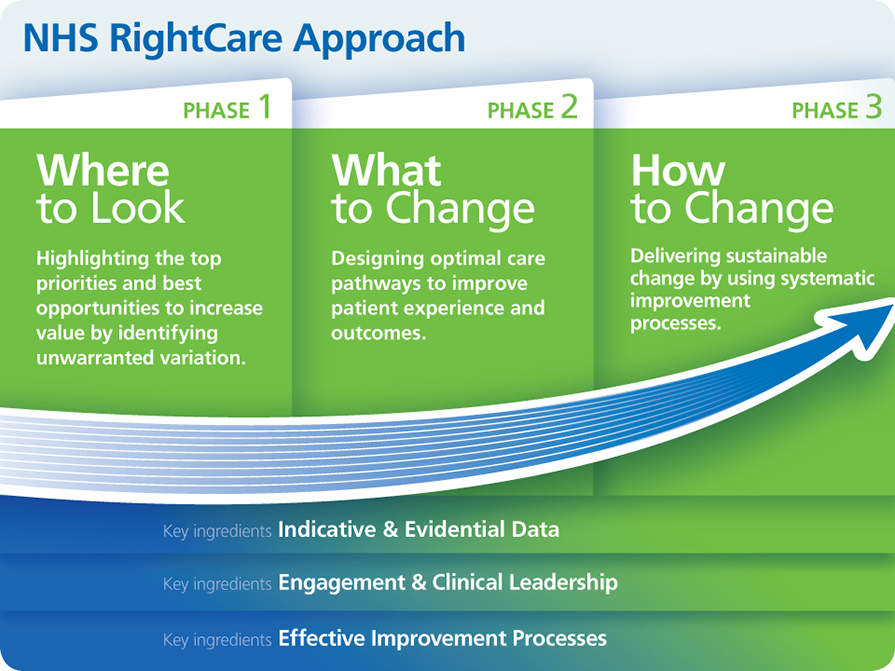 NHS RightCare Approach
PHASE 1
Where
to Look
Highlighting the top
priorities and best
opportunities to increase
value by identifying
unwarranted variation.
PHASE 2
What
to Change
Designing optimal care
pathways to improve
patient experience and
outcomes.
PHASE 3
How
to Change
Delivering sustainable
change by using systematic
improvement
processes.
Key ingredients Indicative & Evidential Data
Key ingredients Engagement & Clinical Leadership
Key ingredients Effective Improvement Processes